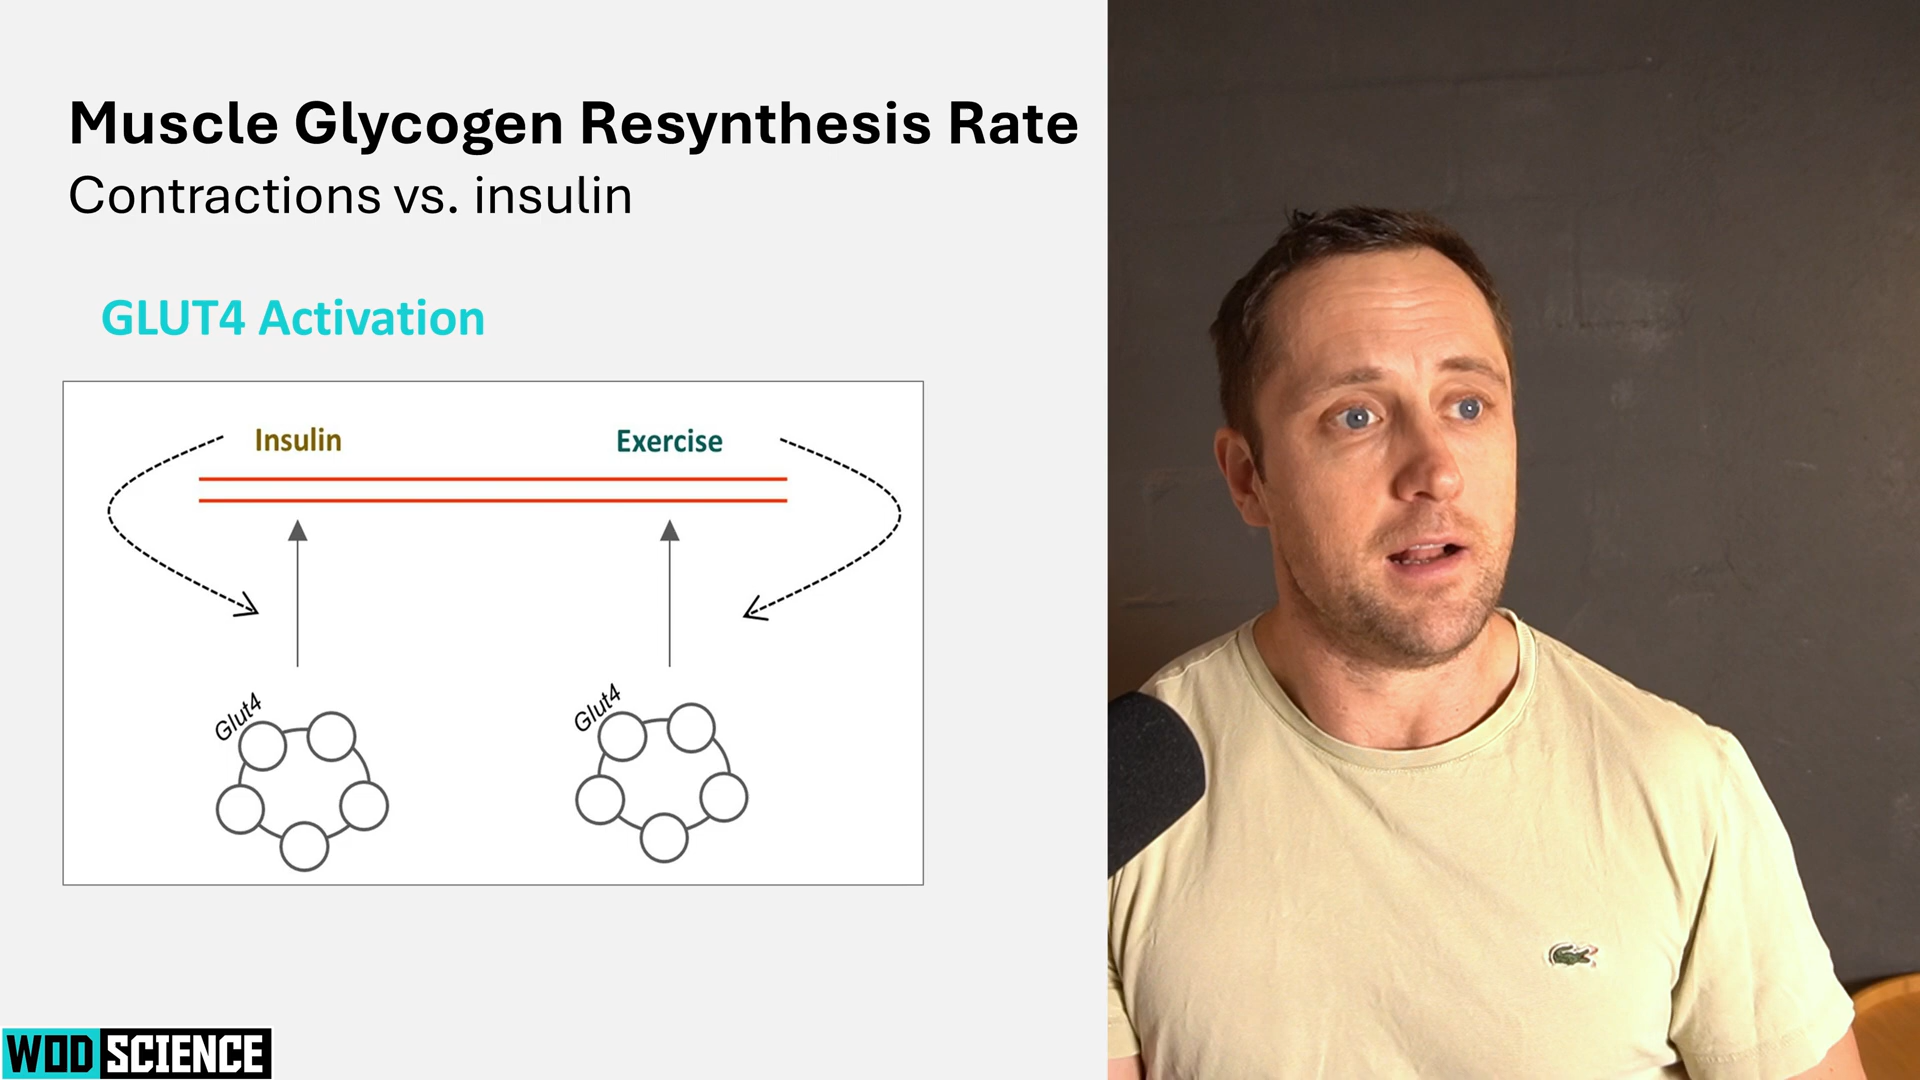 Muscle Glycogen Resynthesis Rate
Contractions vs. insulin
GLUT4 Activation
Insulin Exercise
Glut4 Glut4
WOD SCIENCE